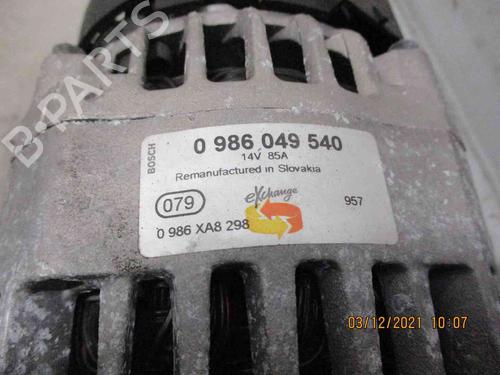 B-PARTS
BOSCH
0 986 049 540
14V 85A
Remanufactured in Slovakia
079
eXchange
957
0 986 XA8 298
03/12/2021 10:07